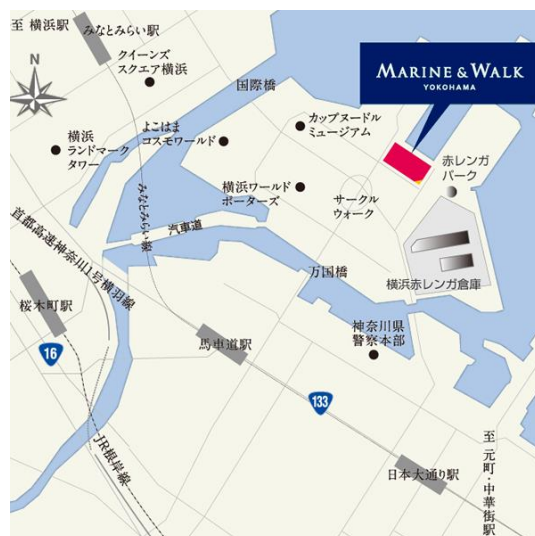 至 横浜駅
みなとみらい駅
クイーンズ
スクエア横浜
国際橋
MARINE & WALK
YOKOHAMA
N
横浜
ランドマーク
タワー
よこはま
コスモワールド
カップヌードル
ミュージアム
赤レンガ
パーク
横浜ワールド
ポーターズ
サークル
ウォーク
みなとみらい線
汽車道
首都高速神奈川1号横羽線
万国橋
横浜赤レンガ倉庫
桜木町駅
16
馬車道駅
神奈川県
警察本部
133
JR根岸線
日本大通り駅
至 元町・中華街駅